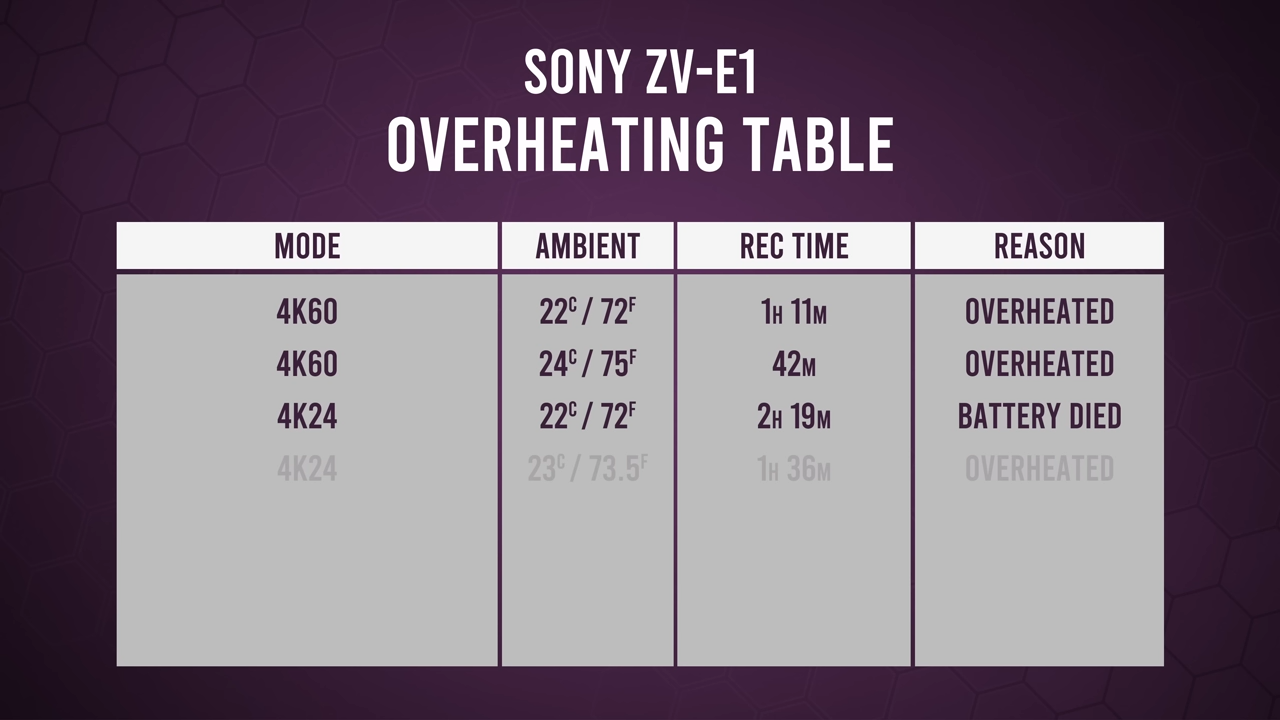 SONY ZV-E1
OVERHEATING TABLE
MODE AMBIENT REC TIME REASON
4K60 22ᶜ / 72ᶠ 1H 11M OVERHEATED
4K60 24ᶜ / 75ᶠ 42M OVERHEATED
4K24 22ᶜ / 72ᶠ 2H 19M BATTERY DIED
4K24 23ᶜ / 73.5ᶠ 1H 36M OVERHEATED